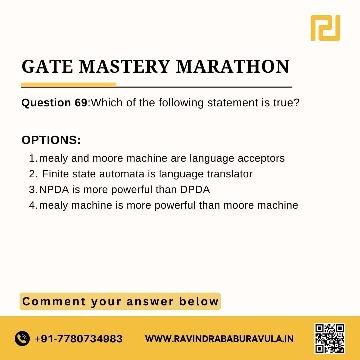 GATE MASTERY MARATHON
Question 69:Which of the following statement is true?
OPTIONS:
1. mealy and moore machine are language acceptors
2. Finite state automata is language translator
3. NPDA is more powerful than DPDA
4. mealy machine is more powerful than moore machine
Comment your answer below
+91-7780734983 WWW.RAVINDRABABURAVULA.IN